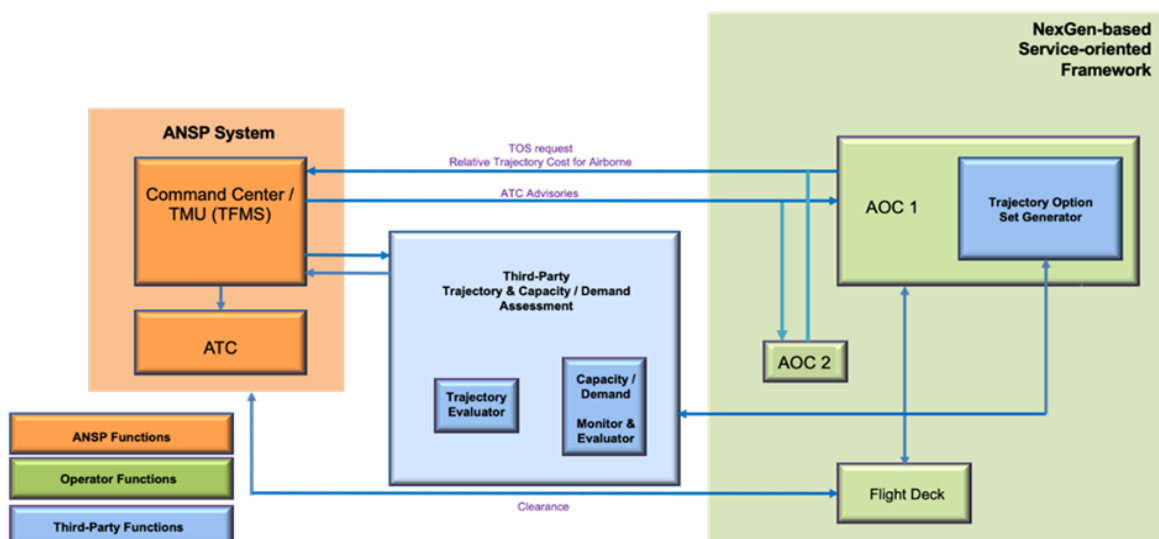 NexGen-based
Service-oriented
Framework
ANSP System
Command Center /
TMU (TFMS)
ATC
TOS request
Relative Trajectory Cost for Airborne
ATC Advisories
AOC 1
Trajectory Option
Set Generator
Third-Party
Trajectory & Capacity / Demand
Assessment
Trajectory
Evaluator
Capacity /
Demand
Monitor &
Evaluator
AOC 2
Flight Deck
Clearance
ANSP Functions
Operator Functions
Third-Party Functions